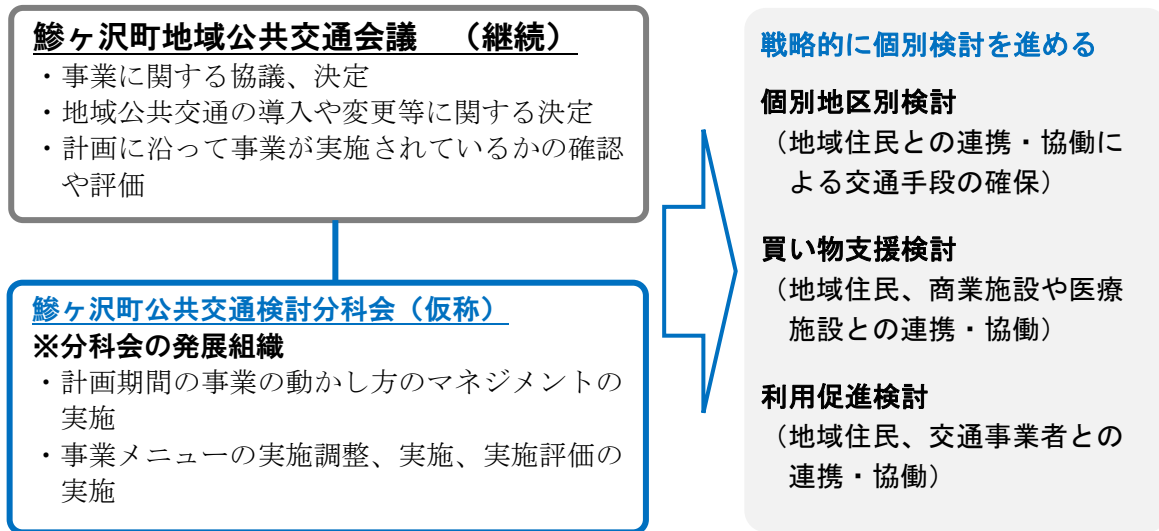 鰺ヶ沢町地域公共交通会議　（継続）
・事業に関する協議、決定
・地域公共交通の導入や変更等に関する決定
・計画に沿って事業が実施されているかの確認
や評価
鰺ヶ沢町公共交通検討分科会（仮称）
※分科会の発展組織
・計画期間の事業の動かし方のマネジメントの
実施
・事業メニューの実施調整、実施、実施評価の
実施
戦略的に個別検討を進める
個別地区別検討
（地域住民との連携・協働に
よる交通手段の確保）
買い物支援検討
（地域住民、商業施設や医療
施設との連携・協働）
利用促進検討
（地域住民、交通事業者との
連携・協働）